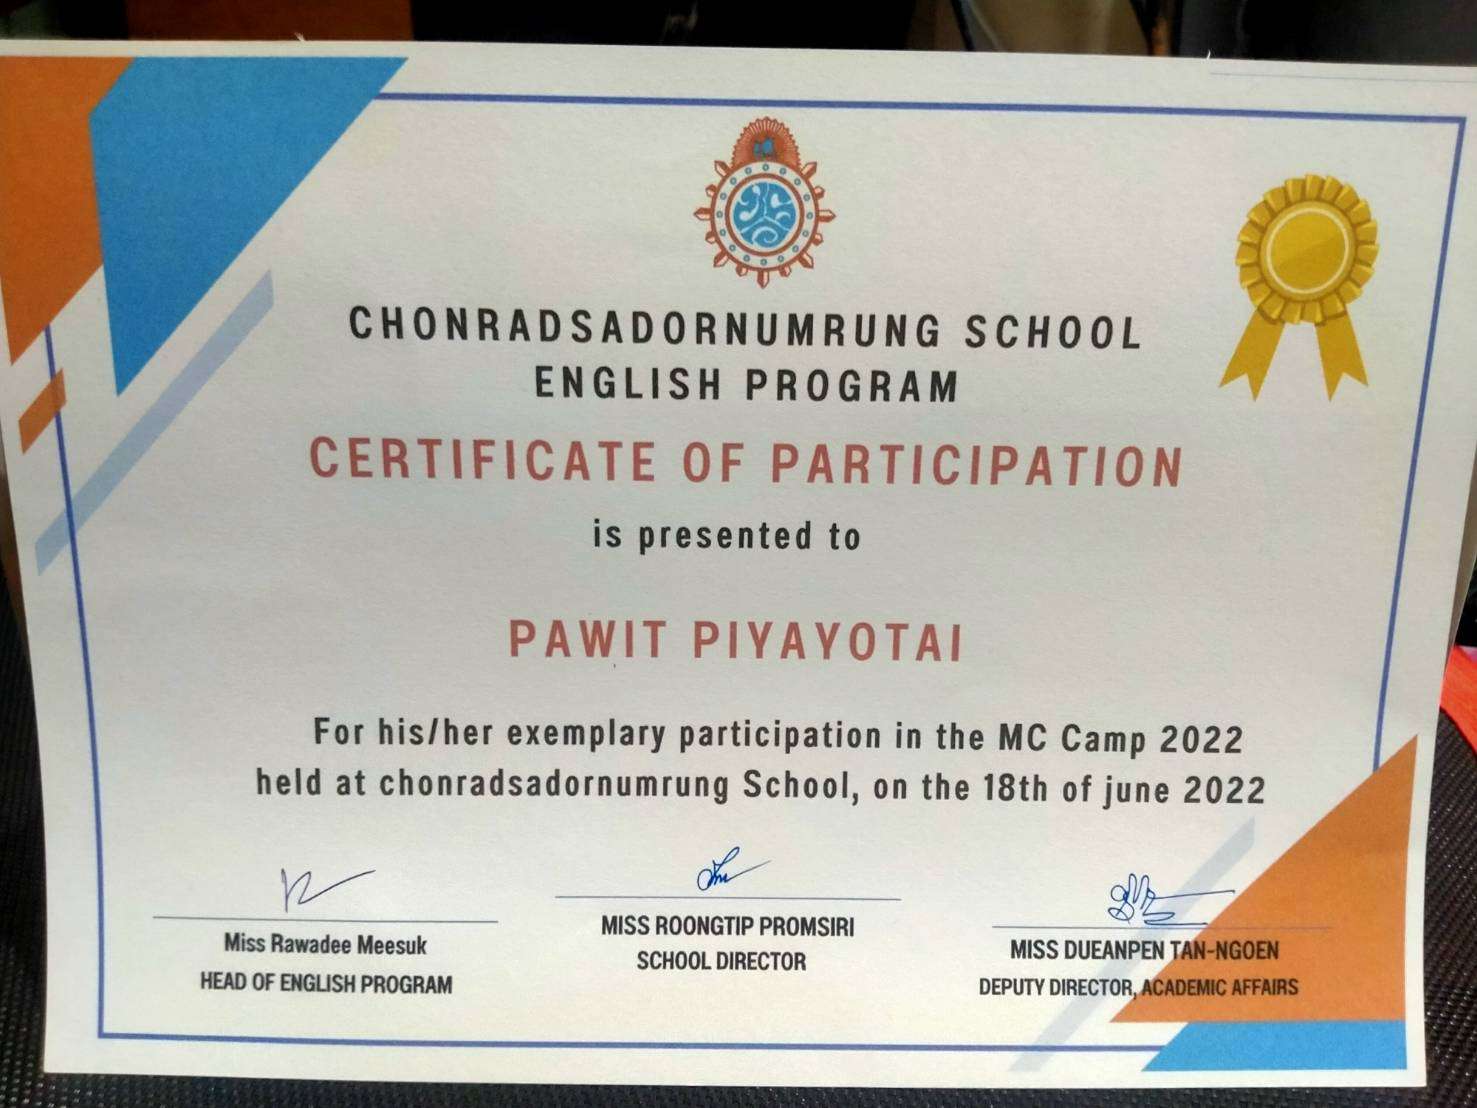 CHONRADSADORNUMRUNG SCHOOL
ENGLISH PROGRAM
CERTIFICATE OF PARTICIPATION
is presented to
PAWIT PIYAYOTAI
For his/her exemplary participation in the MC Camp 2022
held at chonradsadornumrung School, on the 18th of june 2022
Miss Rawadee Meesuk
HEAD OF ENGLISH PROGRAM
MISS ROONGTIP PROMSIRI
SCHOOL DIRECTOR
MISS DUEANPEN TAN-NGOEN
DEPUTY DIRECTOR, ACADEMIC AFFAIRS